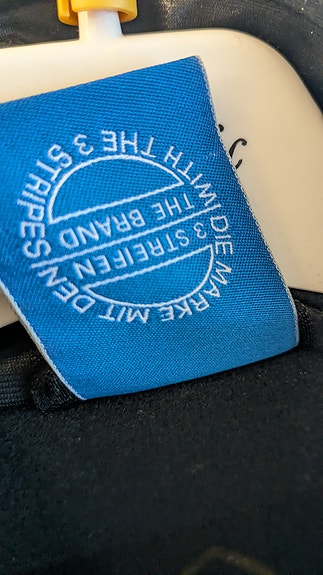 DIE MARKE MIT DEN
3 STREIFEN
THE BRAND
WITH THE 3 STRIPES